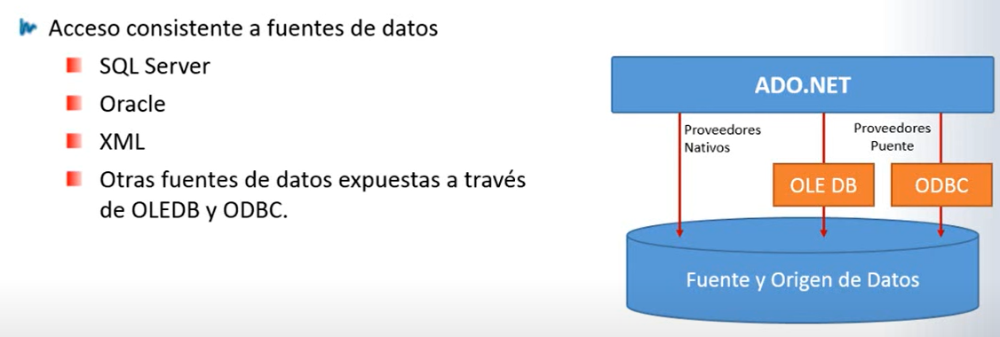 Acceso consistente a fuentes de datos
SQL Server
Oracle
XML
Otras fuentes de datos expuestas a través
de OLEDB y ODBC.
ADO.NET
Proveedores
Nativos
Proveedores
Puente
OLE DB
ODBC
Fuente y Origen de Datos